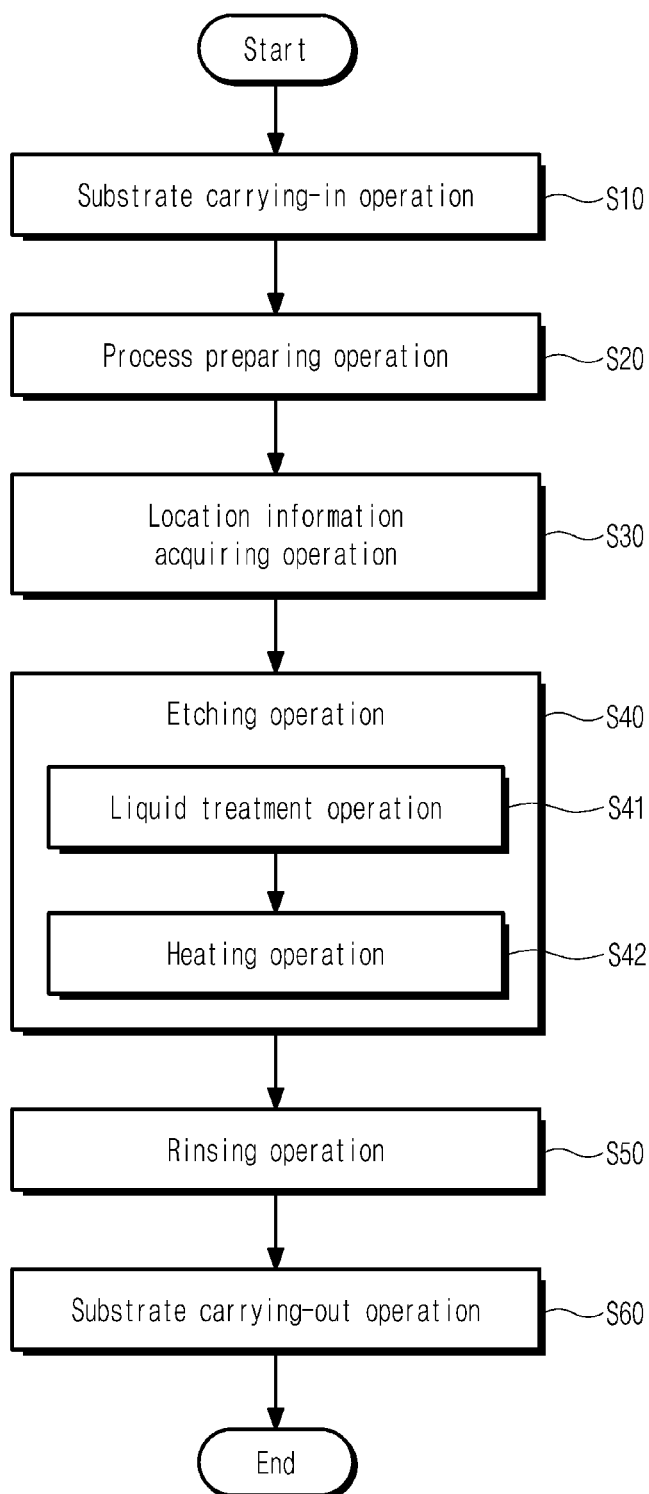 Start
Substrate carrying-in operation
S10
Process preparing operation
S20
Location information
acquiring operation
S30
Etching operation
S40
Liquid treatment operation
S41
Heating operation
S42
Rinsing operation
S50
Substrate carrying-out operation
S60
End